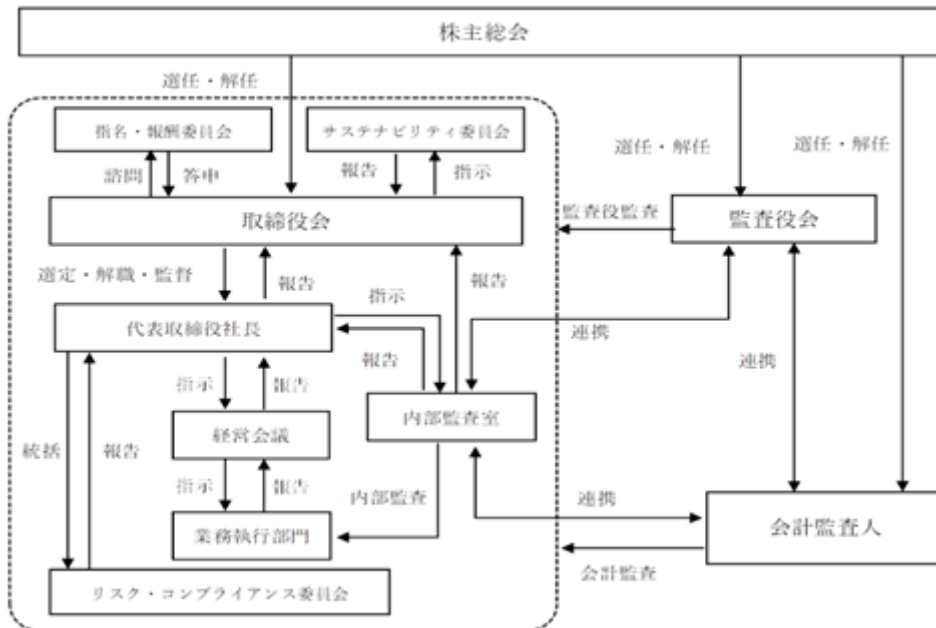 株主総会
選任・解任
指名・報酬委員会
サステナビリティ委員会
選任・解任
選任・解任
諮問
答申
報告
指示
取締役会
監査役監査
監査役会
選定・解職・監督
報告
指示
報告
代表取締役社長
報告
連携
連携
指示
報告
内部監査室
経営会議
統括
報告
指示
報告
内部監査
連携
業務執行部門
会計監査人
会計監査
リスク・コンプライアンス委員会